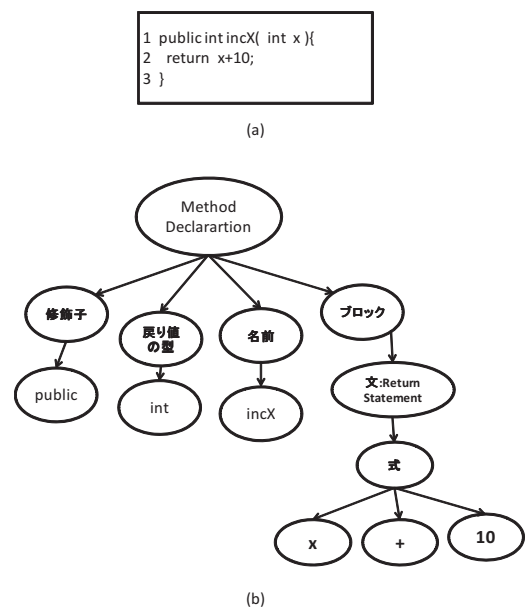 1 public int incX( int x ){
2 return x+10;
3 }
(a)
Method
Declarartion
修飾子
戻り値
の型
名前
ブロック
public
int
incX
文:Return
Statement
式
x
+
10
(b)